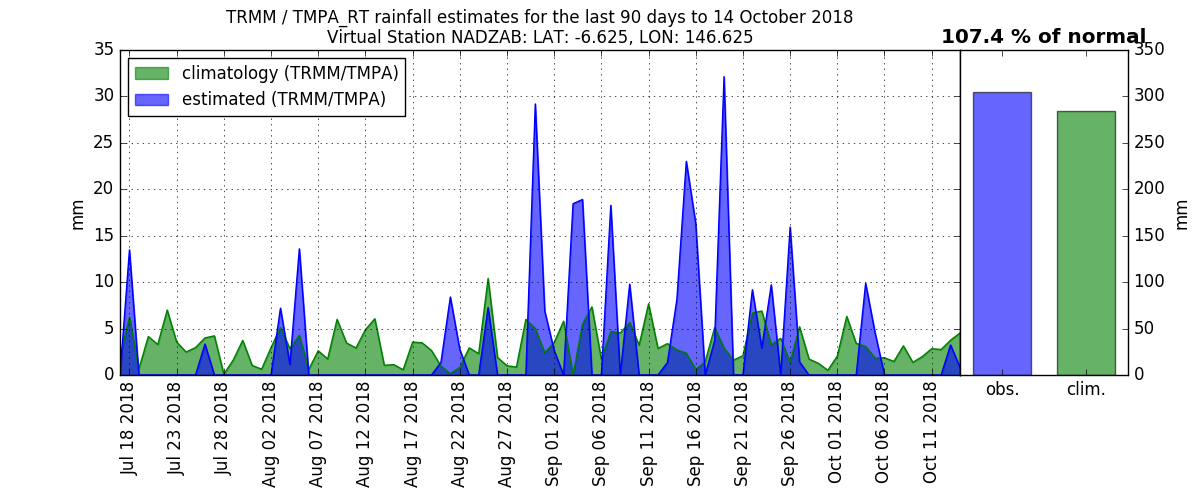 TRMM / TMPA_RT rainfall estimates for the last 90 days to 14 October 2018
Virtual Station NADZAB: LAT: -6.625, LON: 146.625
107.4 % of normal
climatology (TRMM/TMPA)
estimated (TRMM/TMPA)
mm
35
30
25
20
15
10
5
0
Jul 18 2018
Jul 23 2018
Jul 28 2018
Aug 02 2018
Aug 07 2018
Aug 12 2018
Aug 17 2018
Aug 22 2018
Aug 27 2018
Sep 01 2018
Sep 06 2018
Sep 11 2018
Sep 16 2018
Sep 21 2018
Sep 26 2018
Oct 01 2018
Oct 06 2018
Oct 11 2018
350
300
250
200
150
100
50
0
mm
obs.
clim.